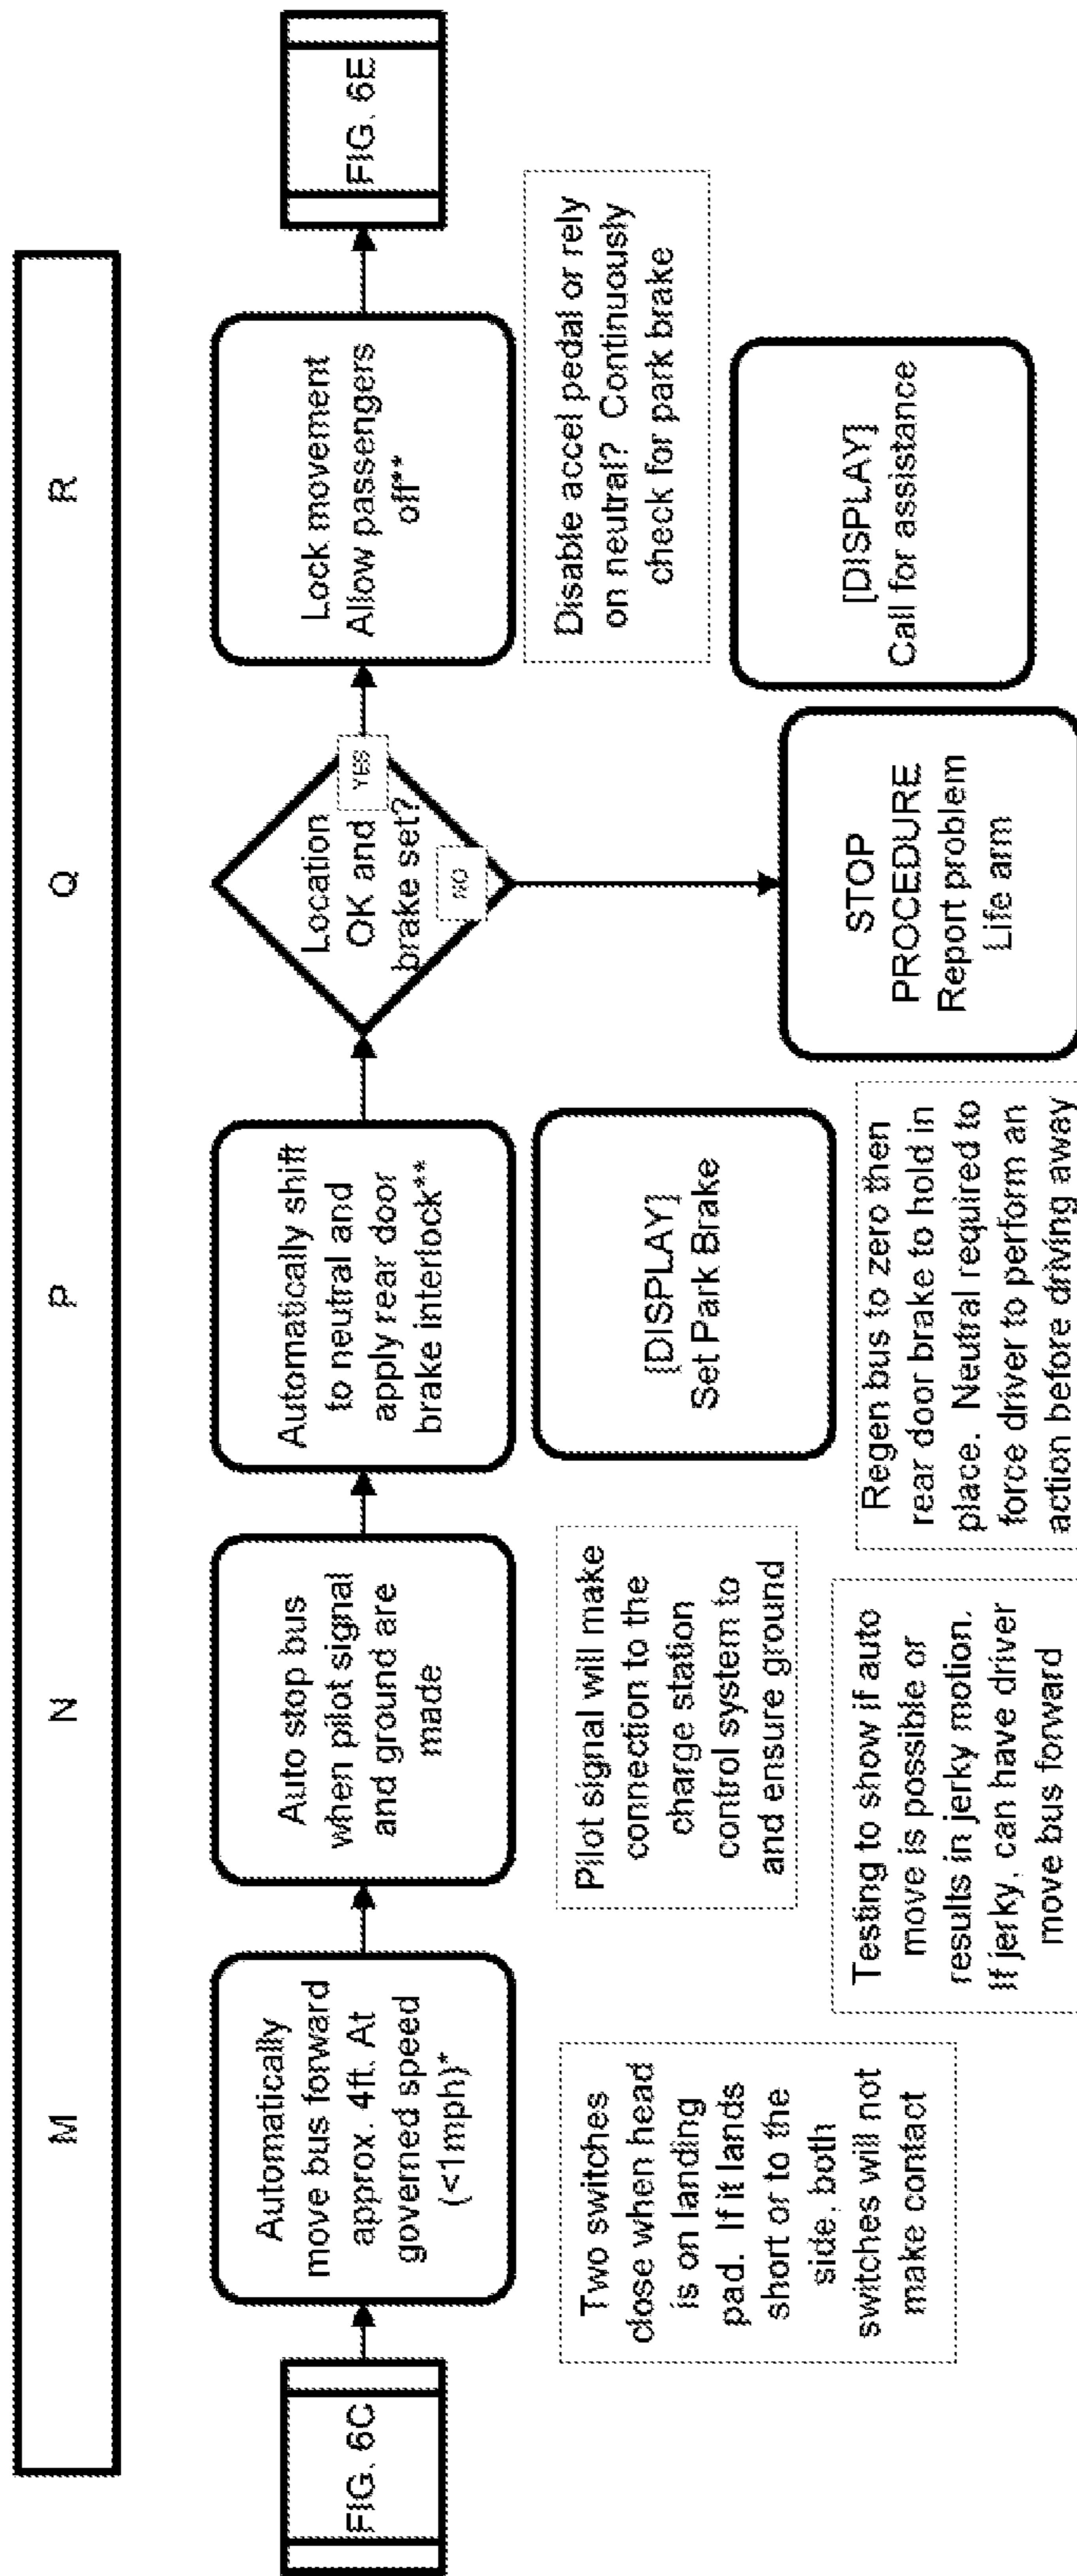 M N P Q R
FIG. 6C
Automatically
move bus forward
approx. 4ft. At
governed speed
(<1mph)*
Auto stop bus
when pilot signal
and ground are
made
Automatically shift
to neutral and
apply rear door
brake interlock**
Location
OK and
brake set?
YES
NO
Lock movement
Allow passengers
off**
FIG. 6E
Two switches
close when head
is on landing
pad. If it lands
short or to the
side, both
switches will not
make contact
Pilot signal will make
connection to the
charge station
control system to
and ensure ground
[DISPLAY]
Set Park Brake
Disable accel pedal or rely
on neutral? Continuously
check for park brake
Testing to show if auto
move is possible or
results in jerky motion.
If jerky, can have driver
move bus forward
Regen bus to zero then
rear door brake to hold in
place. Neutral required to
force driver to perform an
action before driving away
STOP
PROCEDURE
Report problem
Life arm
[DISPLAY]
Call for assistance